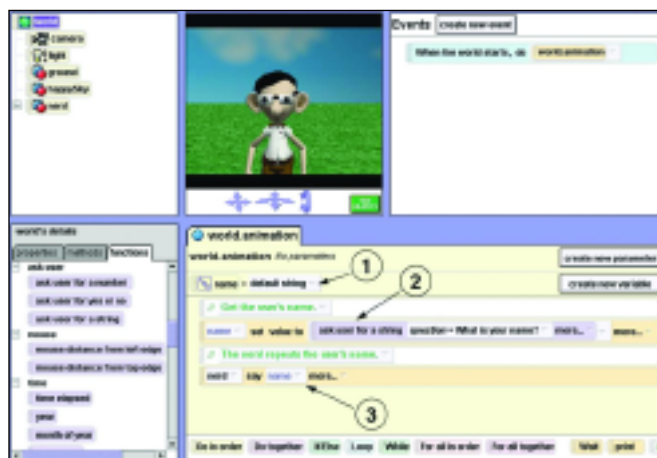 world
camera
light
ground
happySky
nerd
Events create new event
When the world starts, do world.animation
world's details
properties methods functions
ask user
ask user for a number
ask user for yes or no
ask user for a string
mouse
mouse distance from left edge
mouse distance from top edge
time
time elapsed
year
month of year
world.animation
world.animation No parameters
create new parameter
name = default string
create new variable
1
2
// Get the user's name.
name set value to ask user for a string question = What is your name? more... more...
// The nerd repeats the user's name.
nerd say name more...
3
Do in order Do together If/Else Loop While For all in order For all together Wait print